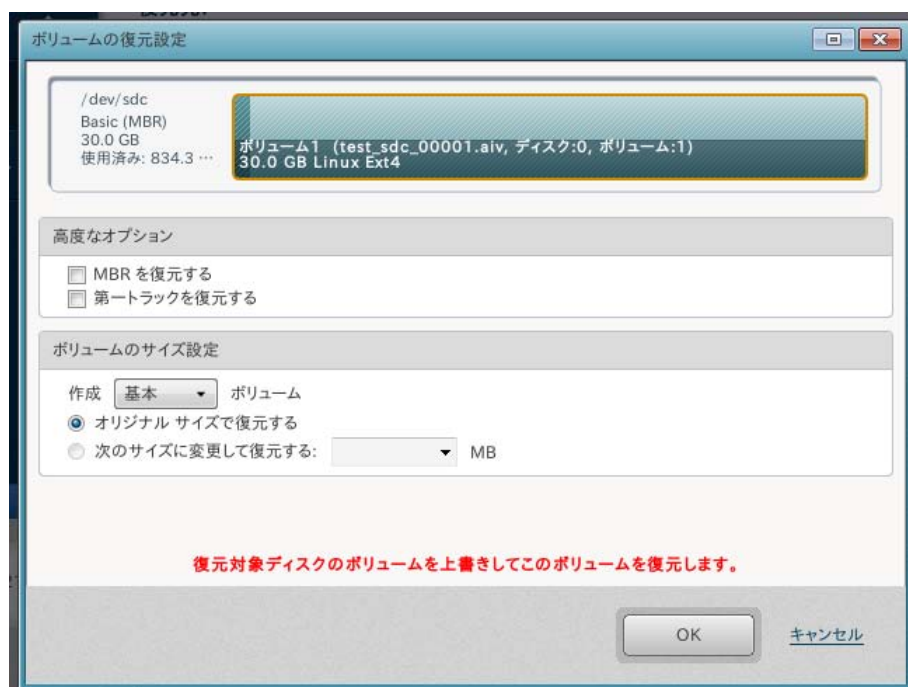 ボリュームの復元設定
/dev/sdc
Basic (MBR)
30.0 GB
使用済み: 834.3 ⋯
ボリューム1 (test_sdc_00001.aiv, ディスク:0, ボリューム:1)
30.0 GB Linux Ext4
高度なオプション
MBR を復元する
第一トラックを復元する
ボリュームのサイズ設定
作成 基本 ボリューム
オリジナル サイズで復元する
次のサイズに変更して復元する: MB
復元対象ディスクのボリュームを上書きしてこのボリュームを復元します。
OK キャンセル